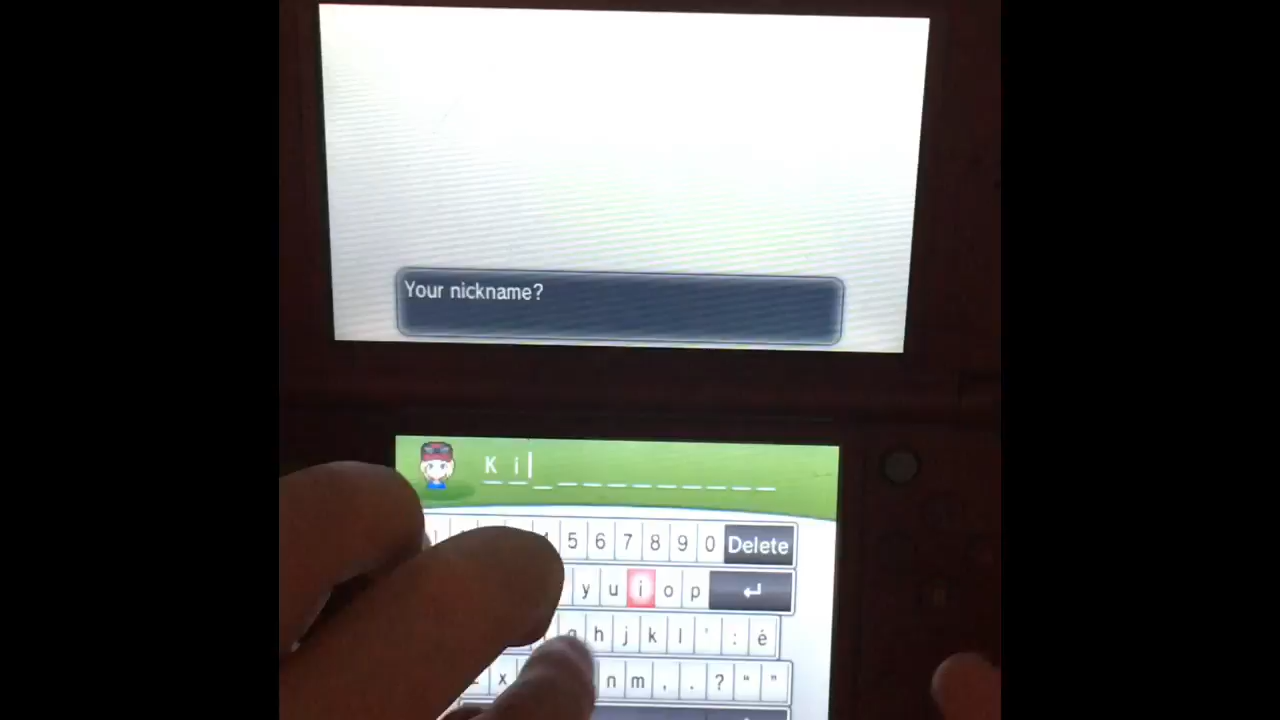 Your nickname?
K i
5 6 7 8 9 0 Delete
y u i o p
g h j k l ' : é
x n m , . ? “ ”